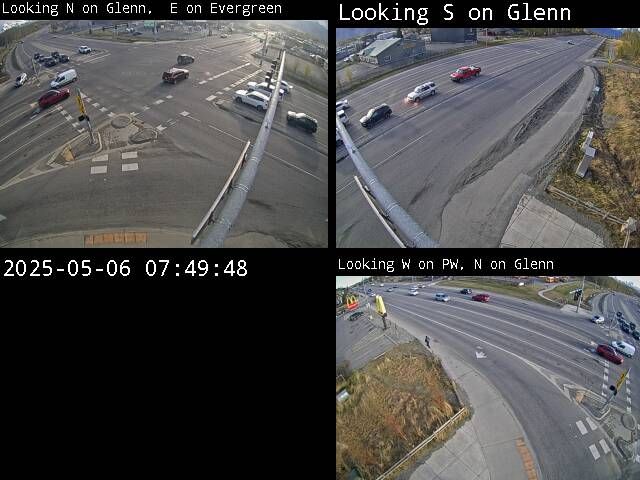 Looking N on Glenn, E on Evergreen
Looking S on Glenn
2025-05-06 07:49:48
Looking W on PW, N on Glenn